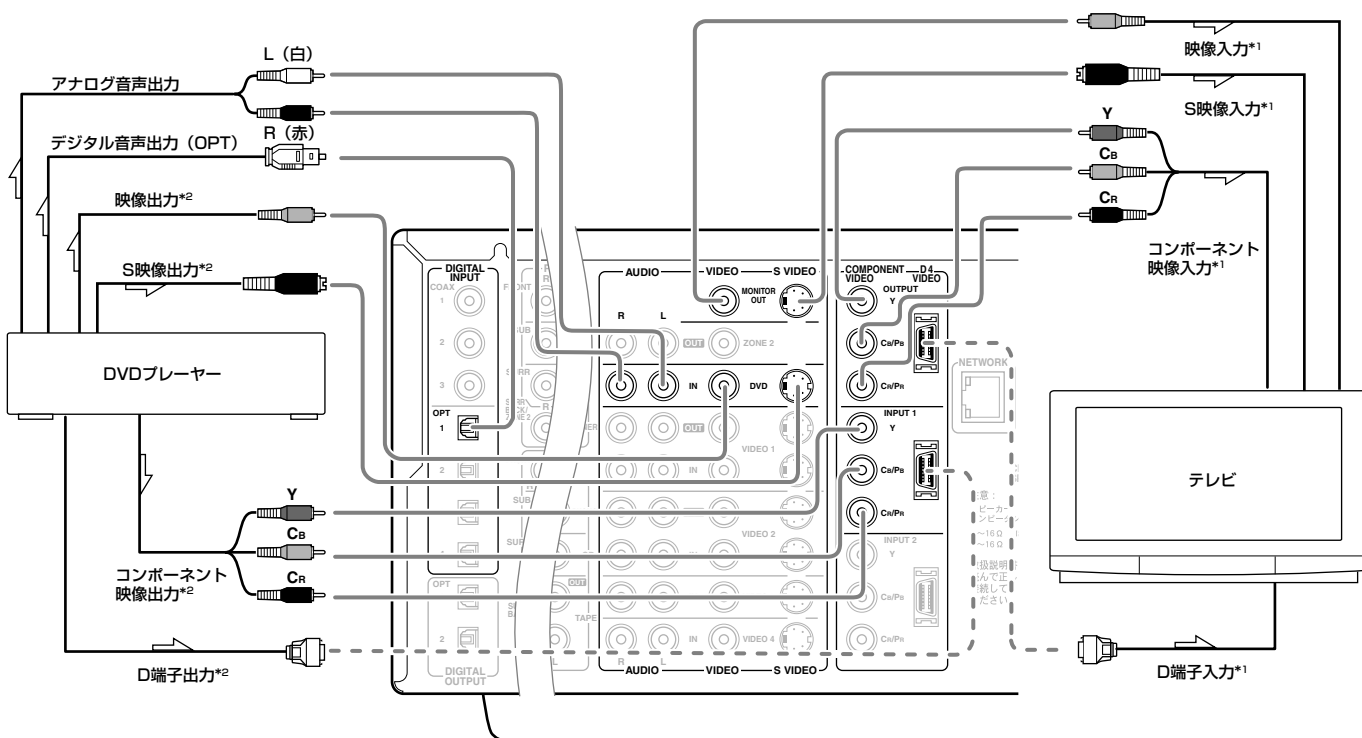 L（白）
アナログ音声出力
R（赤）
デジタル音声出力（OPT）
映像出力*2
S映像出力*2
DVDプレーヤー
Y
CB
CR
コンポーネント
映像出力*2
D端子出力*2
映像入力*1
S映像入力*1
Y
CB
CR
コンポーネント
映像入力*1
テレビ
D端子入力*1
DIGITAL
INPUT
COAX
1
2
3
OPT
1
2
4
OPT
2
DIGITAL
OUTPUT
OUT
TAPE
L
AUDIO
VIDEO
S VIDEO
MONITOR
OUT
R
L
OUT
ZONE 2
IN
DVD
OUT
VIDEO 1
IN
VIDEO 2
IN
VIDEO 4
R
L
AUDIO
VIDEO
S VIDEO
COMPONENT
VIDEO
D4
VIDEO
OUTPUT
Y
CB/PB
CR/PR
INPUT 1
Y
CB/PB
CR/PR
INPUT 2
Y
CB/PB
CR/PR
NETWORK